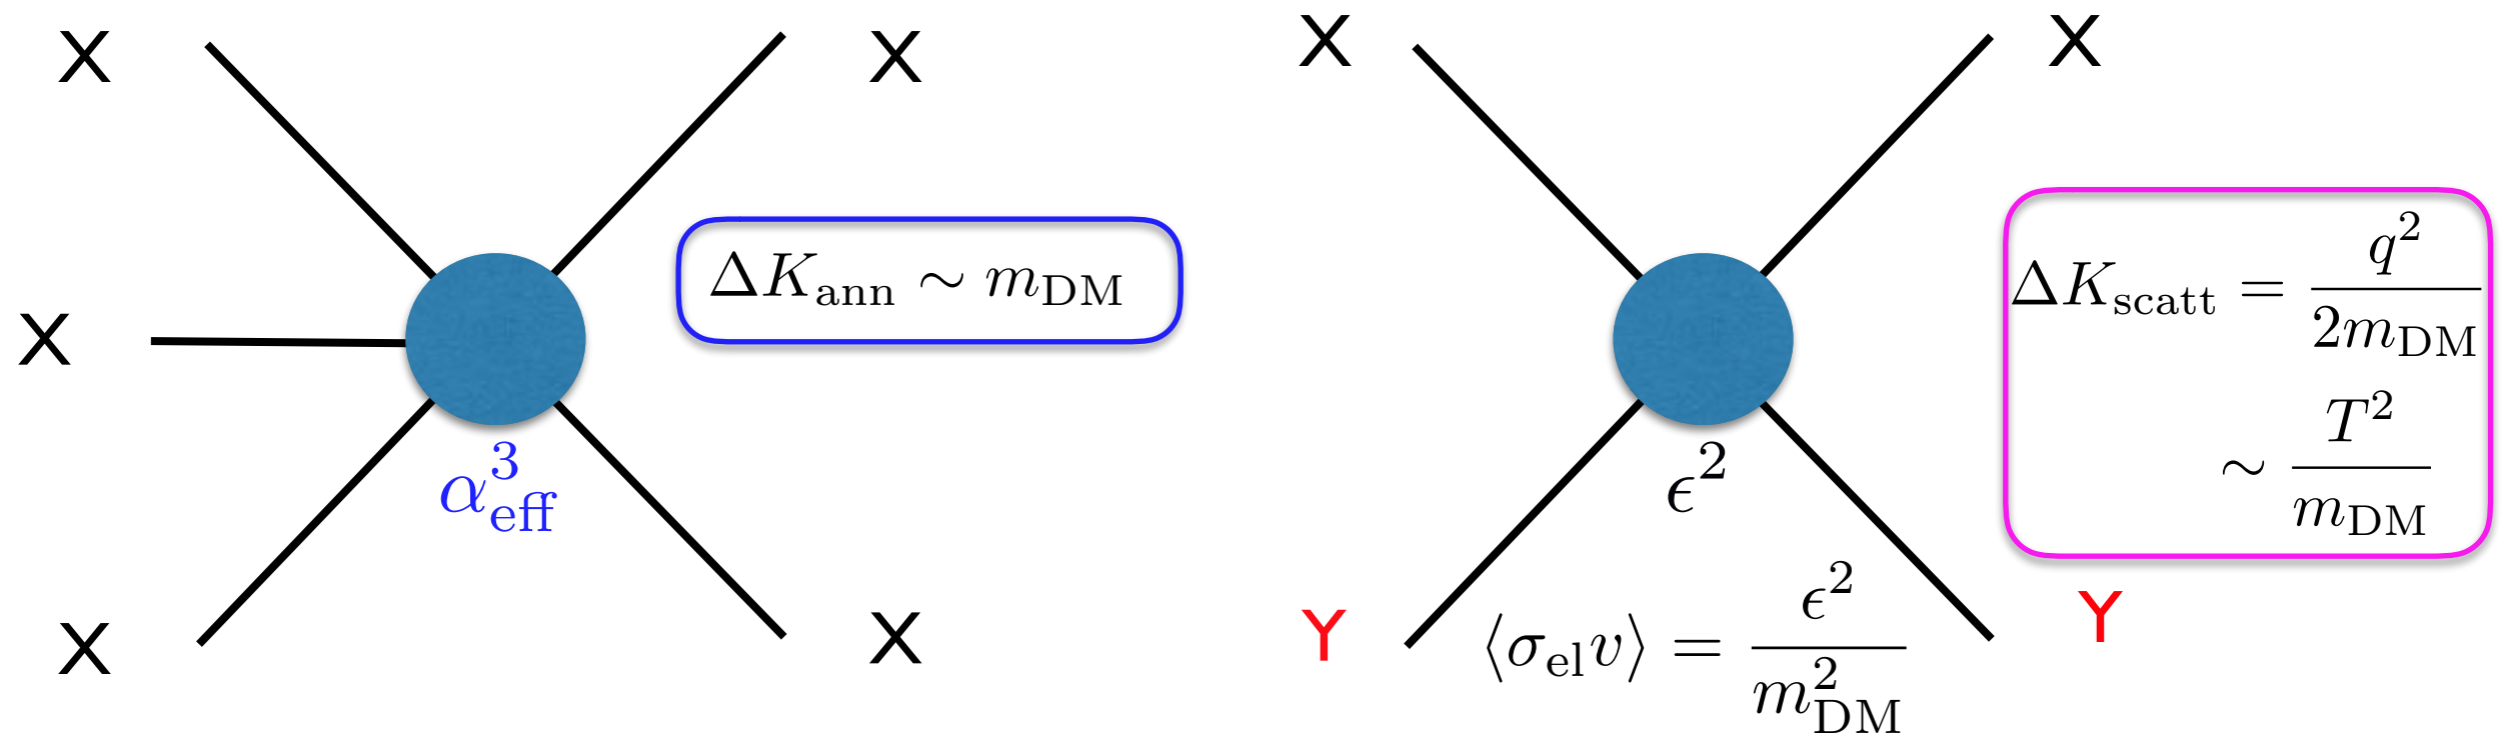 X X
X ΔK_ann ∼ m_DM
α_eff^3
X X
X X
ΔK_scatt = q^2 / 2m_DM
∼ T^2 / m_DM
ϵ^2
Y ⟨σ_el v⟩ = ϵ^2 / m_DM^2 Y